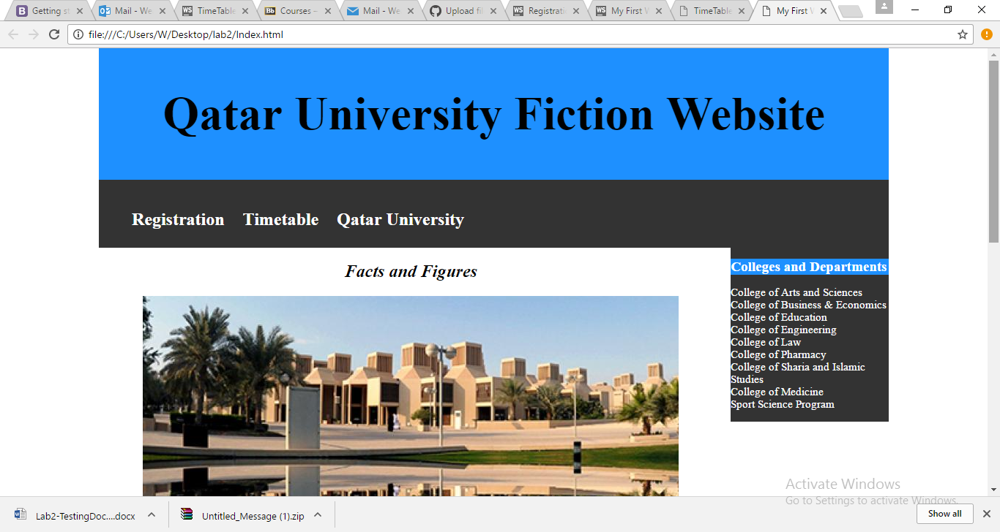 Getting st
Mail - We
TimeTable
Courses –
Mail - We
Upload fil
Registrati
My First W
TimeTable
My First W
file:///C:/Users/W/Desktop/lab2/Index.html
Qatar University Fiction Website
Registration Timetable Qatar University
Facts and Figures
Colleges and Departments
College of Arts and Sciences
College of Business & Economics
College of Education
College of Engineering
College of Law
College of Pharmacy
College of Sharia and Islamic
Studies
College of Medicine
Sport Science Program
Activate Windows
Go to Settings to activate Windows.
Lab2-TestingDoc....docx
Untitled_Message (1).zip
Show all